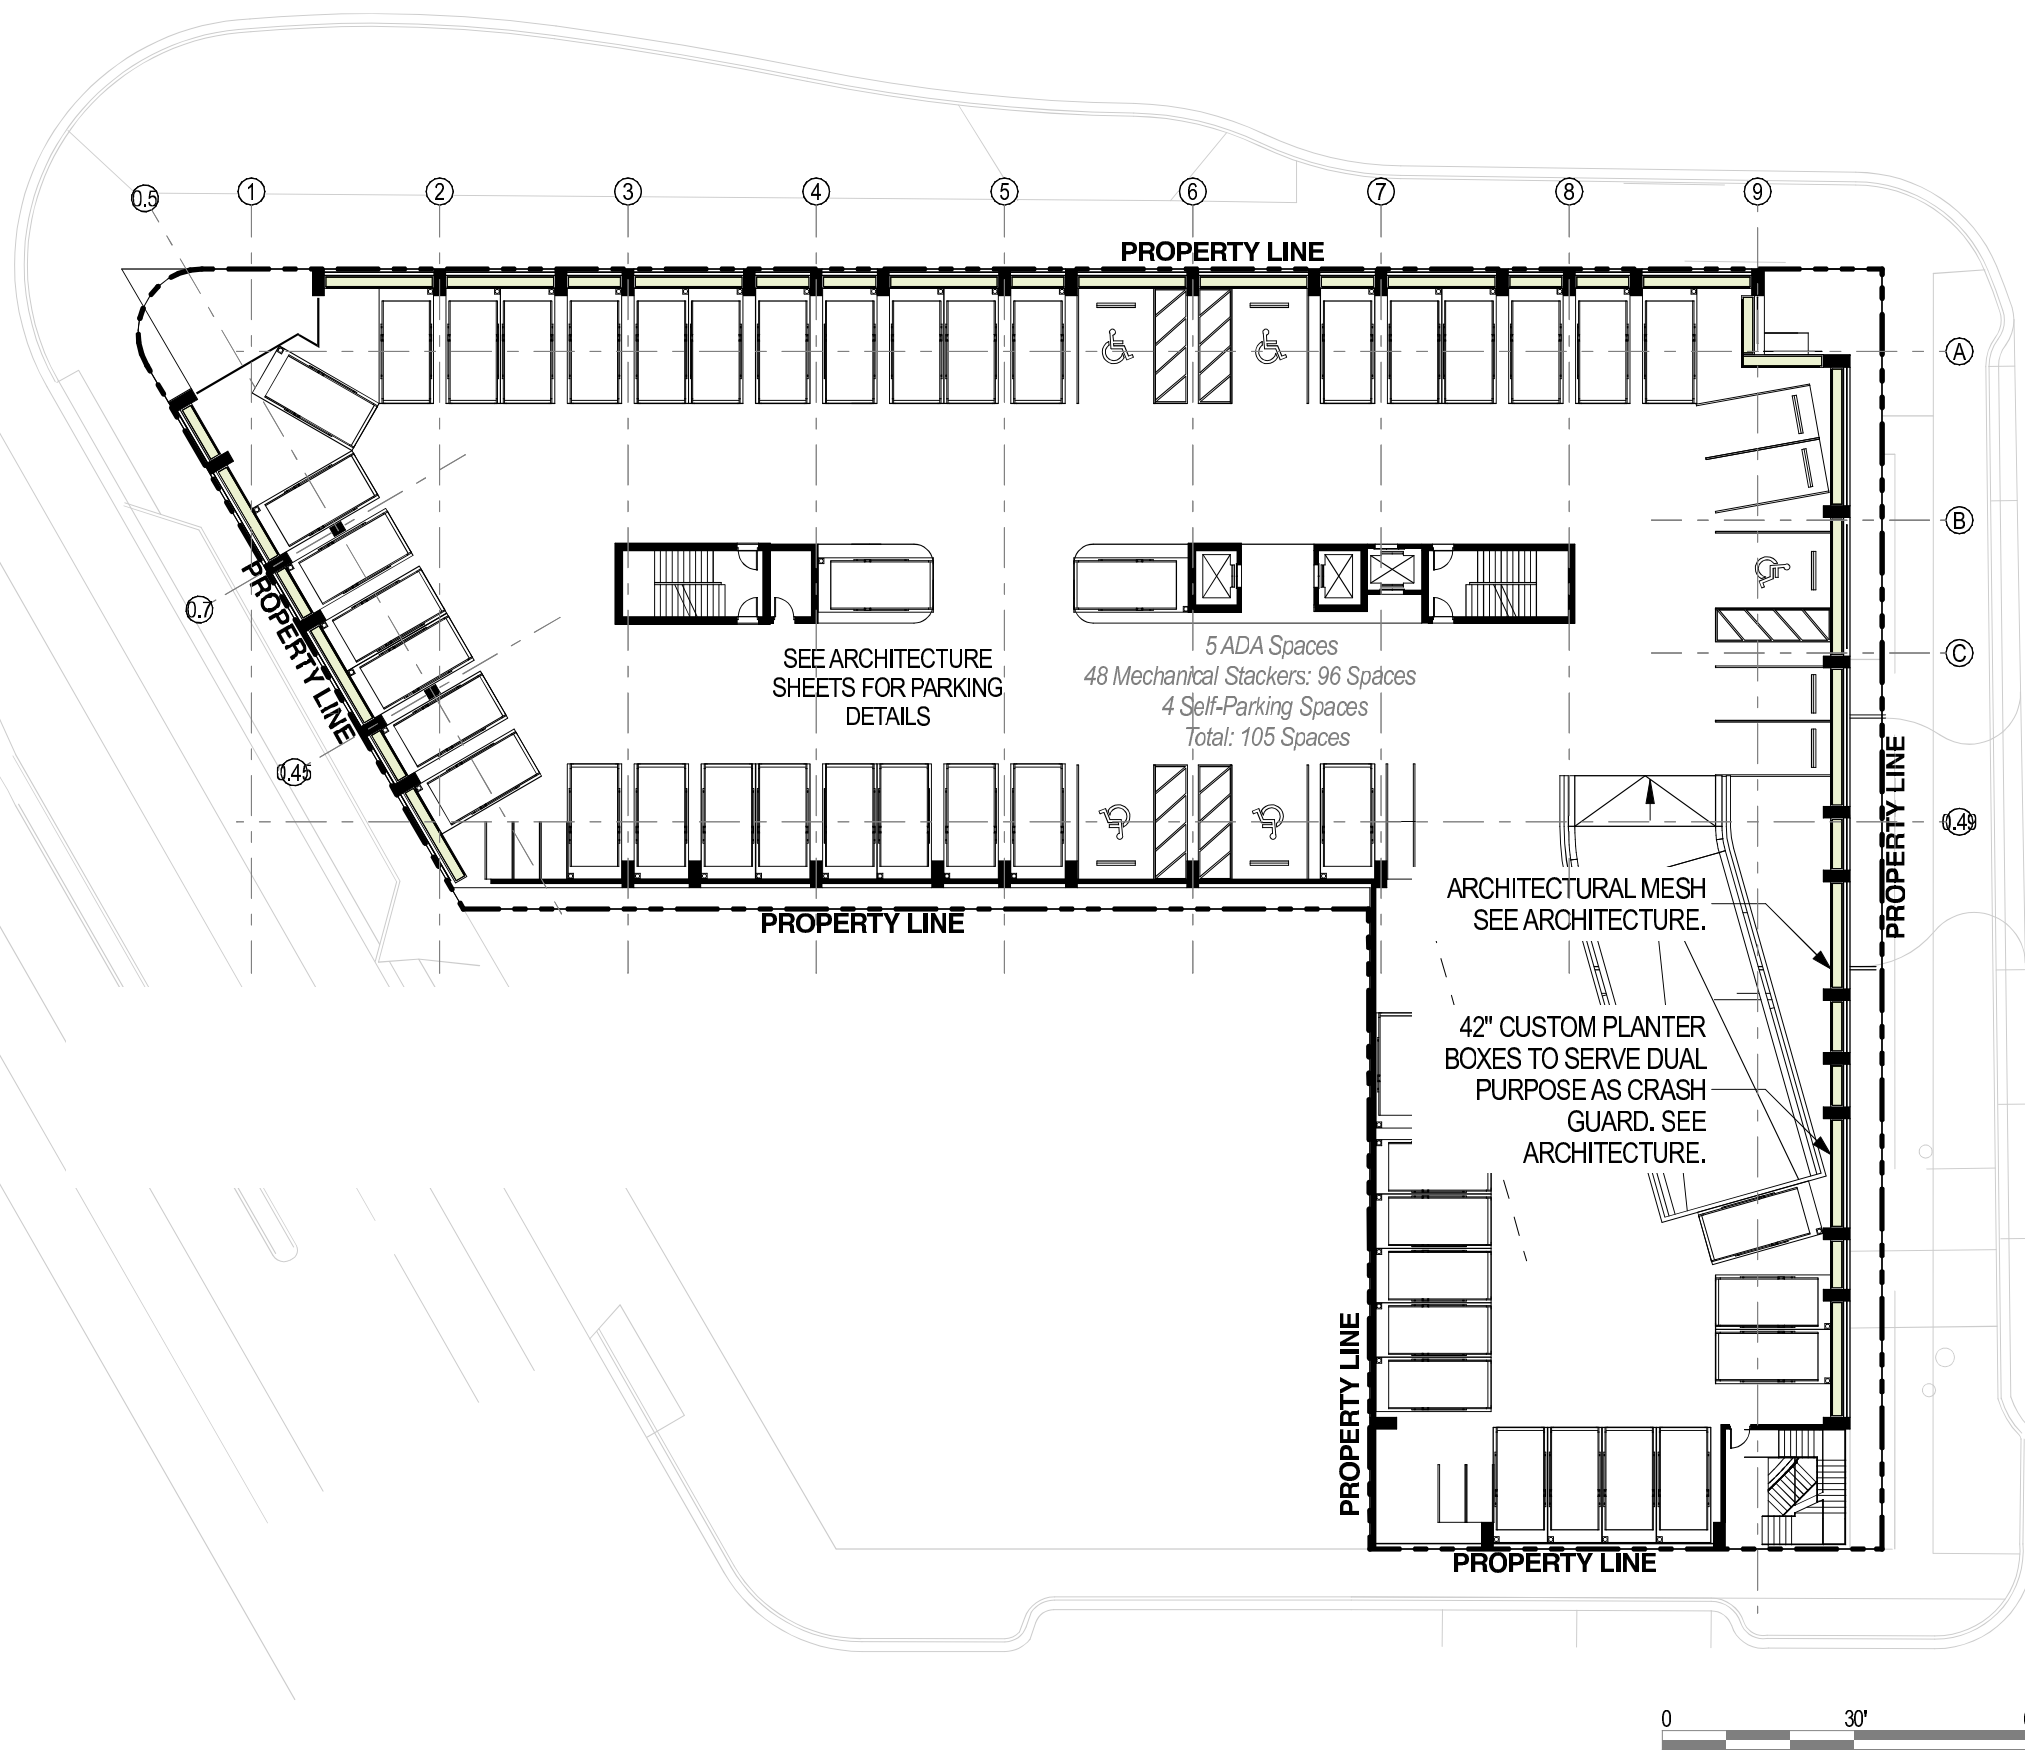 0.5
1
2
3
4
5
6
7
8
9
PROPERTY LINE
A
B
0.7
PROPERTY LINE
C
SEE ARCHITECTURE
SHEETS FOR PARKING
DETAILS
5 ADA Spaces
48 Mechanical Stackers: 96 Spaces
4 Self-Parking Spaces
Total: 105 Spaces
0.45
PROPERTY LINE
0.49
ARCHITECTURAL MESH
SEE ARCHITECTURE.
PROPERTY LINE
42" CUSTOM PLANTER
BOXES TO SERVE DUAL
PURPOSE AS CRASH
GUARD. SEE
ARCHITECTURE.
PROPERTY LINE
PROPERTY LINE
0
30'